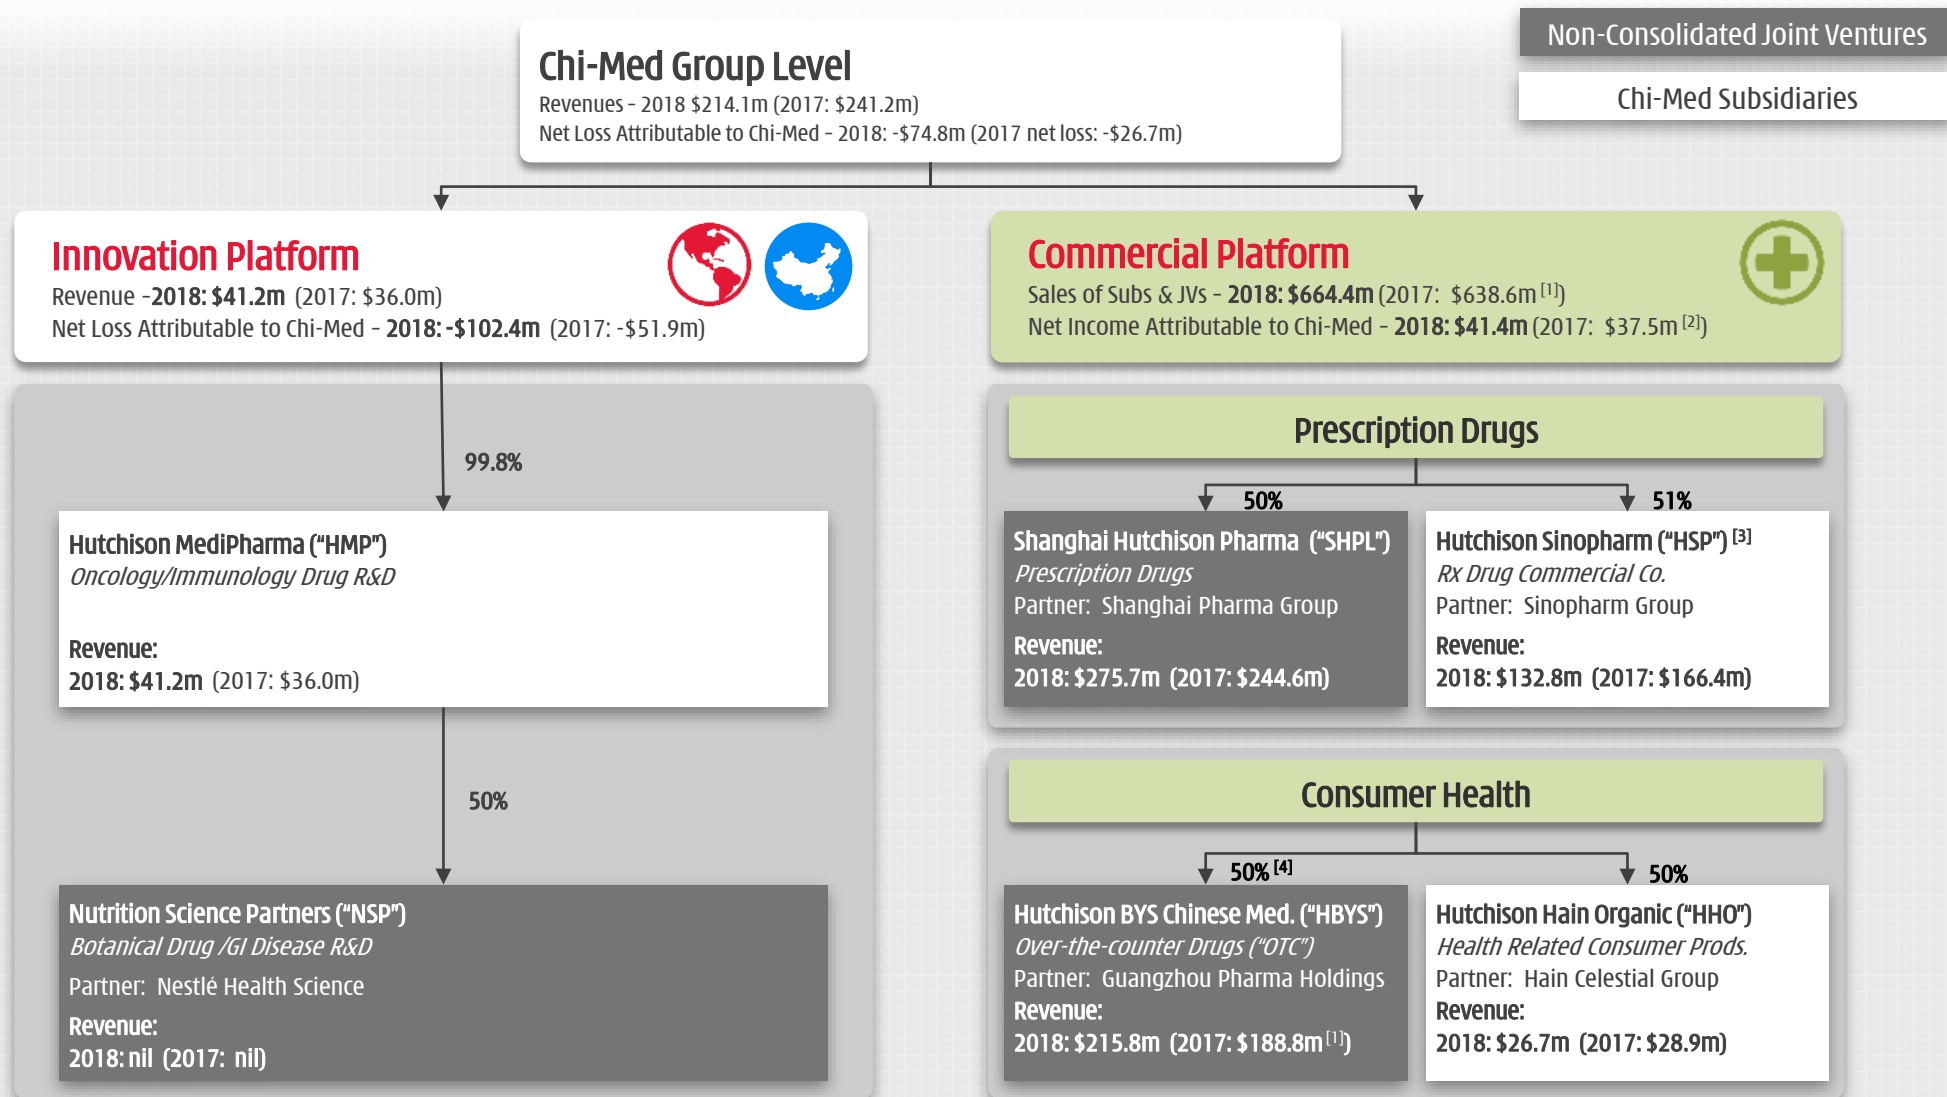 Non-Consolidated Joint Ventures
Chi-Med Subsidiaries
Chi-Med Group Level
Revenues - 2018 $214.1m (2017: $241.2m)
Net Loss Attributable to Chi-Med - 2018: -$74.8m (2017 net loss: -$26.7m)
Innovation Platform
Revenue -2018: $41.2m (2017: $36.0m)
Net Loss Attributable to Chi-Med - 2018: -$102.4m (2017: -$51.9m)
99.8%
Hutchison MediPharma (“HMP”)
Oncology/Immunology Drug R&D
Revenue:
2018: $41.2m (2017: $36.0m)
50%
Nutrition Science Partners (“NSP”)
Botanical Drug /GI Disease R&D
Partner: Nestlé Health Science
Revenue:
2018: nil (2017: nil)
Commercial Platform
Sales of Subs & JVs - 2018: $664.4m (2017: $638.6m [1])
Net Income Attributable to Chi-Med - 2018: $41.4m (2017: $37.5m [2])
Prescription Drugs
50%
Shanghai Hutchison Pharma (“SHPL”)
Prescription Drugs
Partner: Shanghai Pharma Group
Revenue:
2018: $275.7m (2017: $244.6m)
51%
Hutchison Sinopharm (“HSP”) [3]
Rx Drug Commercial Co.
Partner: Sinopharm Group
Revenue:
2018: $132.8m (2017: $166.4m)
Consumer Health
50% [4]
Hutchison BYS Chinese Med. (“HBYS”)
Over-the-counter Drugs (“OTC”)
Partner: Guangzhou Pharma Holdings
Revenue:
2018: $215.8m (2017: $188.8m [1])
50%
Hutchison Hain Organic (“HHO”)
Health Related Consumer Prods.
Partner: Hain Celestial Group
Revenue:
2018: $26.7m (2017: $28.9m)